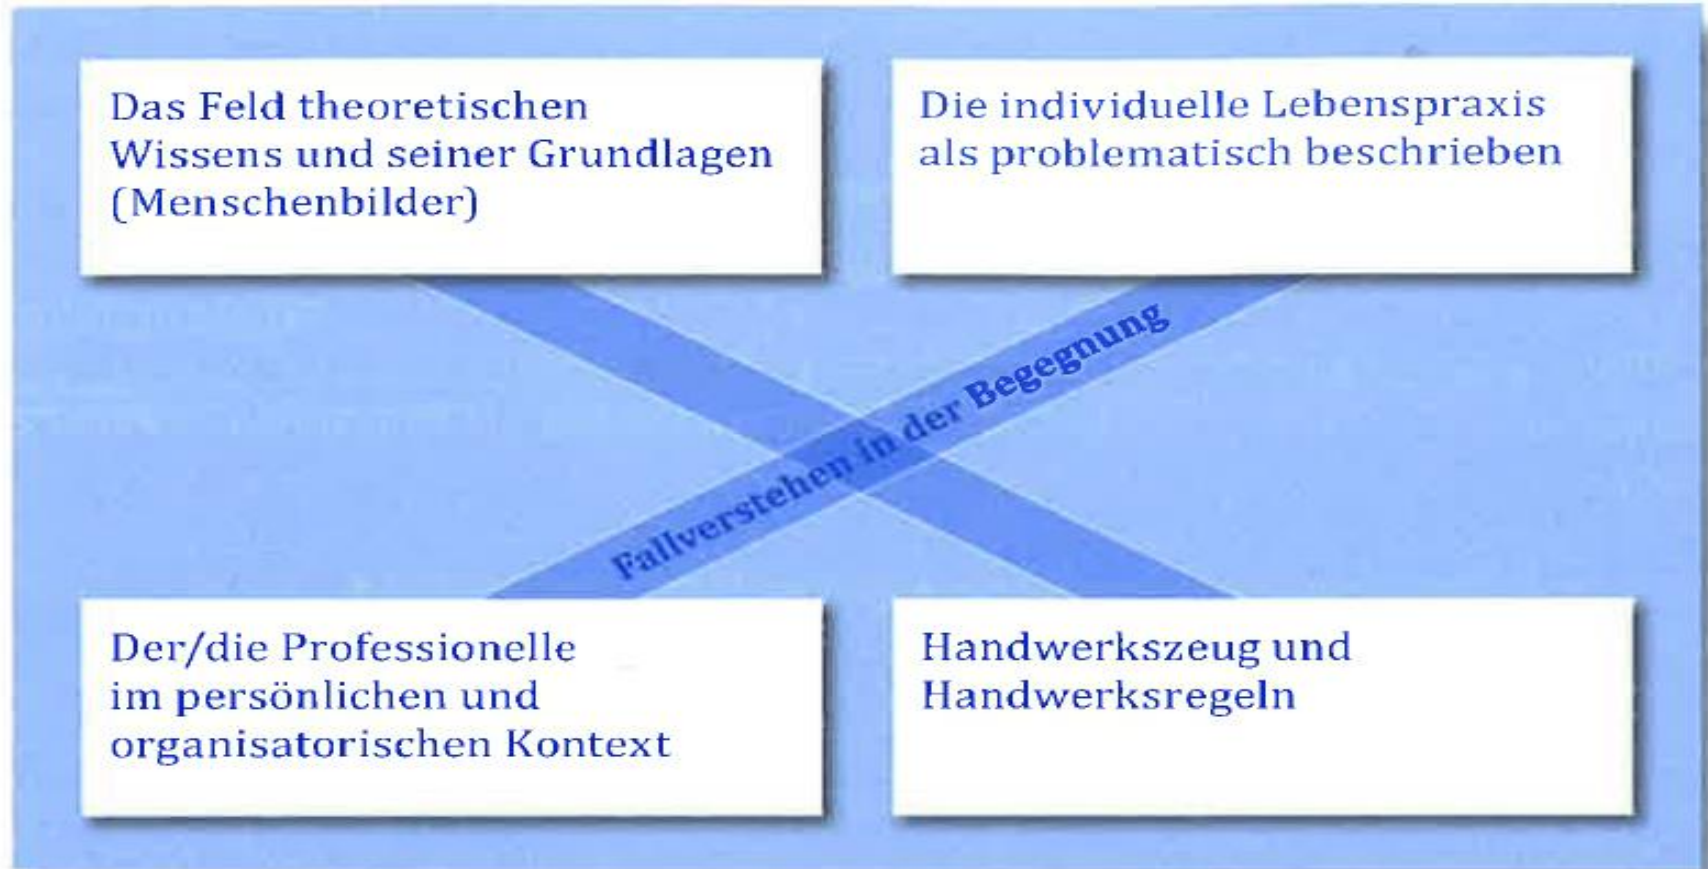 Das Feld theoretischen
Wissens und seiner Grundlagen
(Menschenbilder)
Die individuelle Lebenspraxis
als problematisch beschrieben
Fallverstehen in der Begegnung
Der/die Professionelle
im persönlichen und
organisatorischen Kontext
Handwerkszeug und
Handwerksregeln